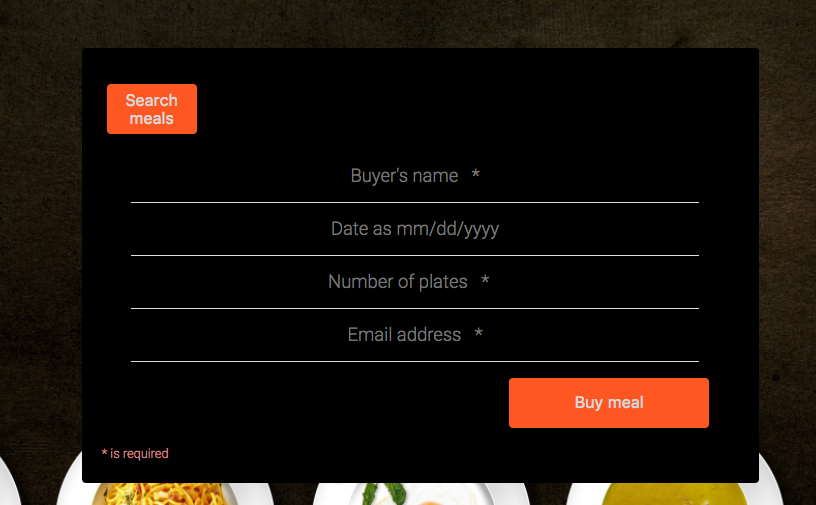 Search
meals
Buyer's name *
Date as mm/dd/yyyy
Number of plates *
Email address *
Buy meal
* is required